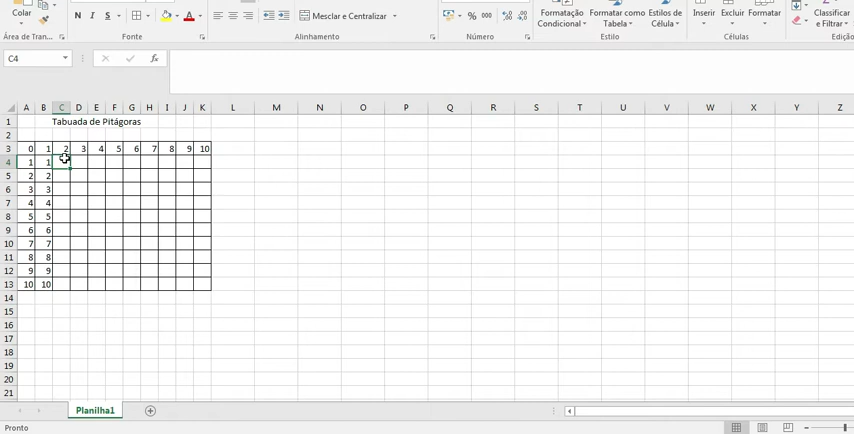 Colar
N I S
Mesclar e Centralizar
% 000
Formatação Condicional
Formatar como Tabela
Estilos de Célula
Inserir Excluir Formatar
Classificar e Filtrar
Área de Tran...
Fonte
Alinhamento
Número
Estilo
Células
Edição
C4
fx
A B C D E F G H I J K L M N O P Q R S T U V W X Y Z
1 Tabuada de Pitágoras
2
3 0 1 2 3 4 5 6 7 8 9 10
4 1 1
5 2 2
6 3 3
7 4 4
8 5 5
9 6 6
10 7 7
11 8 8
12 9 9
13 10 10
14
15
16
17
18
19
20
21
Planilha1
Pronto